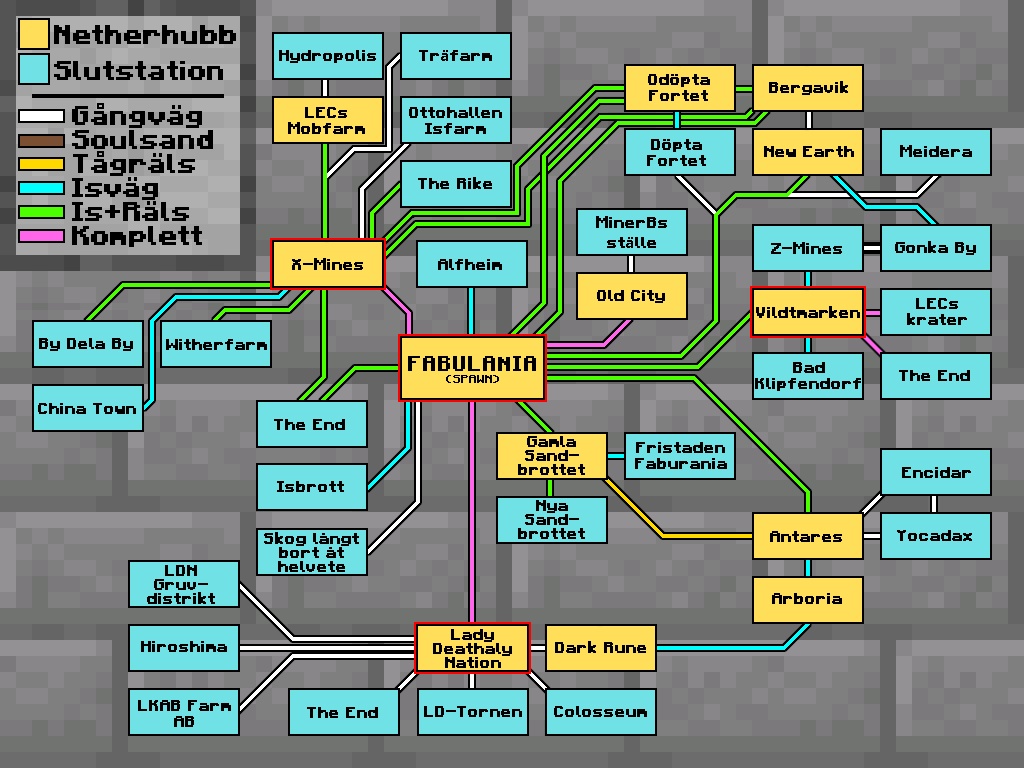 Netherhubb
Slutstation
Gångväg
Soulsand
Tågräls
Isväg
Is+Räls
Komplett
Hydropolis
Träfarm
LECs
Mobfarm
Ottohallen
Isfarm
The Rike
X-Mines
Alfheim
By Dela By
Witherfarm
China Town
Odöpta
Fortet
Bergavik
Döpta
Fortet
New Earth
Meidera
MinerBs
ställe
Old City
Z-Mines
Gonka By
Vildtmarken
LECs
krater
Bad
Klipfendorf
The End
FABULANIA
(SPAWN)
The End
Isbrott
Skog långt
bort åt
helvete
Gamla
Sand-
brottet
Fristaden
Faburania
Nya
Sand-
brottet
Encidar
Antares
Yocadax
Arboria
LDN
Gruv-
distrikt
Hiroshima
LKAB Farm
AB
Lady
Deathaly
Nation
Dark Rune
The End
LD-Tornen
Colosseum